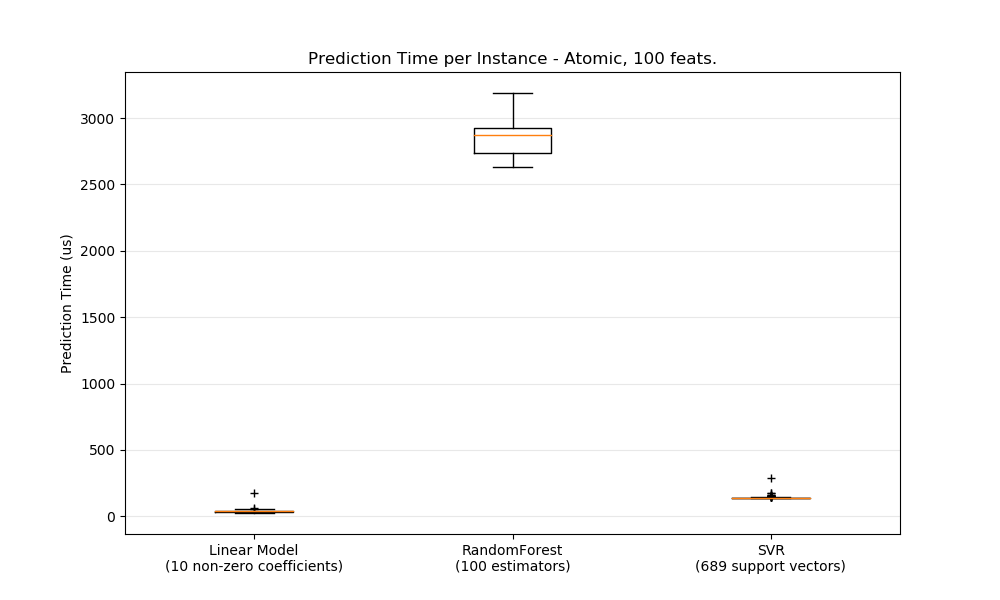 Prediction Time per Instance - Atomic, 100 feats.
Prediction Time (us)
3000
2500
2000
1500
1000
500
0
Linear Model
(10 non-zero coefficients)
RandomForest
(100 estimators)
SVR
(689 support vectors)